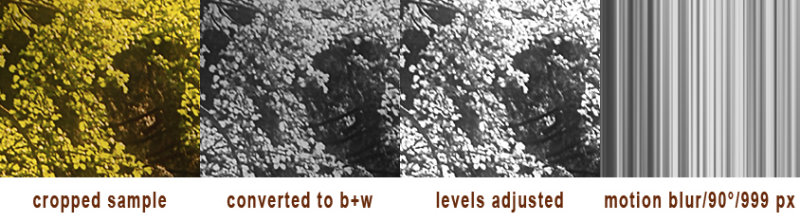 cropped sample
converted to b+w
levels adjusted
motion blur/90°/999 px